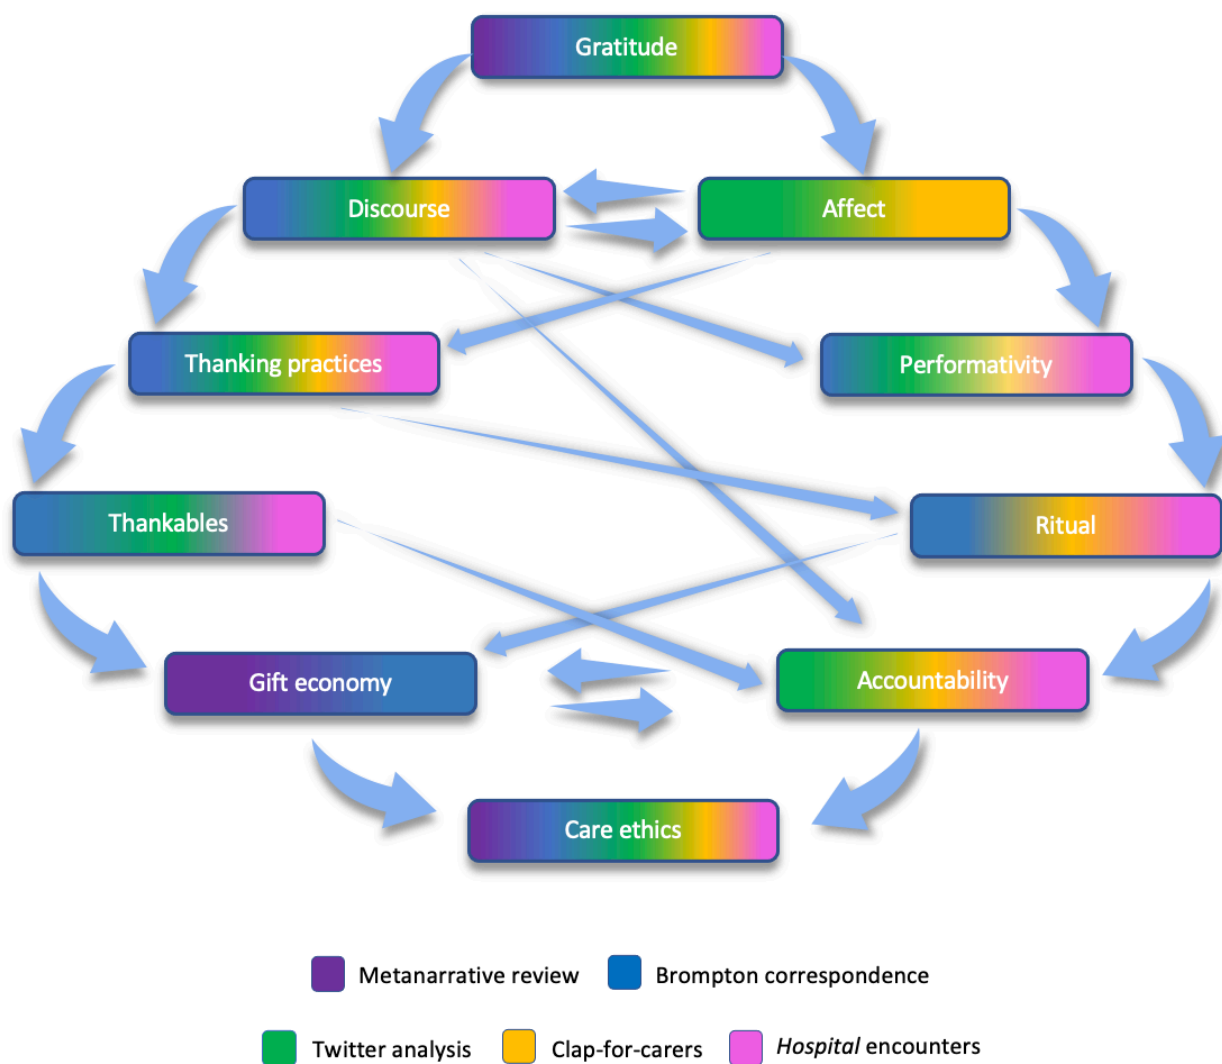 Gratitude
Discourse
Affect
Thanking practices
Performativity
Thankables
Ritual
Gift economy
Accountability
Care ethics
Metanarrative review
Brompton correspondence
Twitter analysis
Clap-for-carers
Hospital encounters